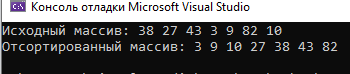 Консоль отладки Microsoft Visual Studio
Исходный массив: 38 27 43 3 9 82 10
Отсортированный массив: 3 9 10 27 38 43 82